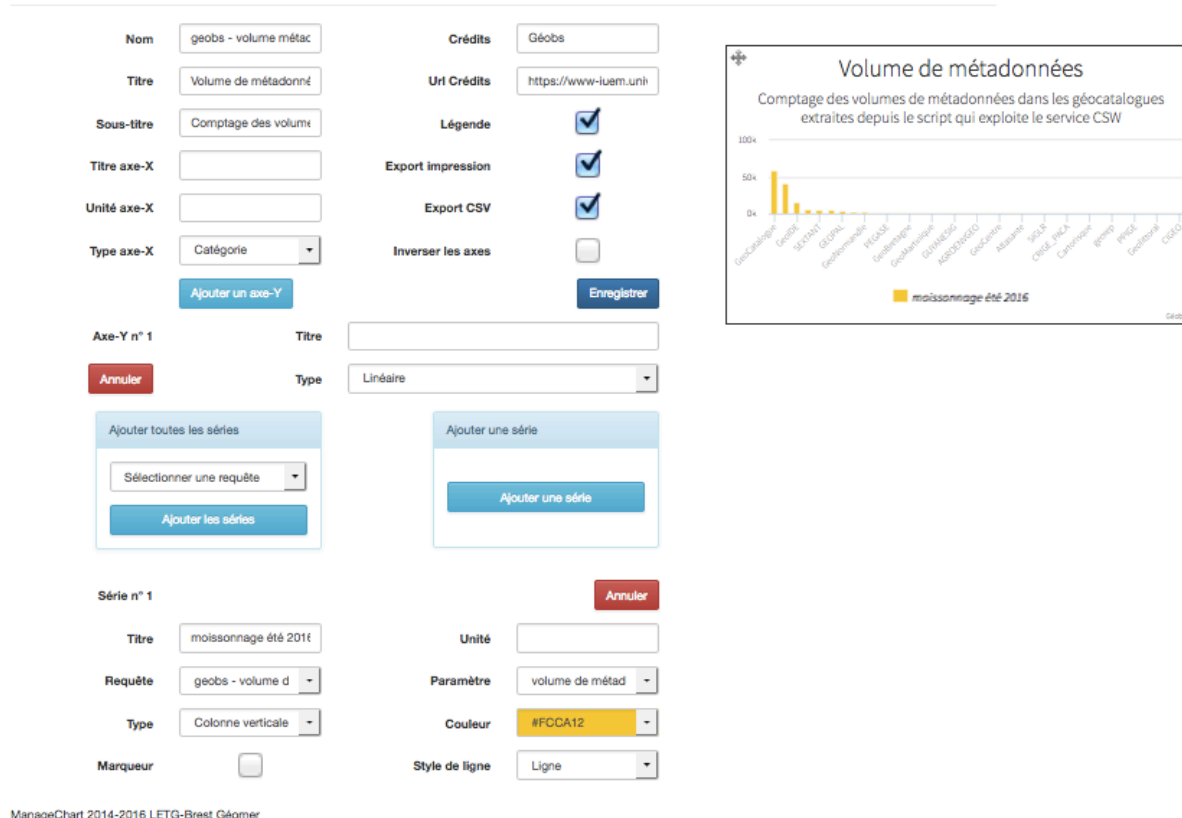 Nom geobs - volume métac Crédits Géobs
Titre Volume de métadonné Url Crédits https://www-iuem.univ
Sous-titre Comptage des volume Légende
Titre axe-X Export impression
Unité axe-X Export CSV
Type axe-X Catégorie Inverser les axes
Ajouter un axe-Y Enregistrer
Axe-Y n° 1 Titre
Annuler Type Linéaire
Ajouter toutes les séries Ajouter une série
Sélectionner une requête
Ajouter une série
Ajouter les séries
Série n° 1 Annuler
Titre moissonnage été 2016 Unité
Requête geobs - volume d Paramètre volume de métad
Type Colonne verticale Couleur #FCCA12
Marqueur Style de ligne Ligne
ManageChart 2014-2016 LETG-Brest Géomer
Volume de métadonnées
Comptage des volumes de métadonnées dans les géocatalogues
extraites depuis le script qui exploite le service CSW
100k
50k
0k
GeoCatalogue
GeoIDE
SEXTANT
GEOPAL
GeoNormandie
PEGASE
GeoBretagne
GeoMartinique
GUYANESIG
AGROENVGEO
GeoCentre
Atlasante
SIGLR
CRIGE_PACA
Cartorisque
geosep
PPIGE
Geolittoral
CIGEO
moissonnage été 2016